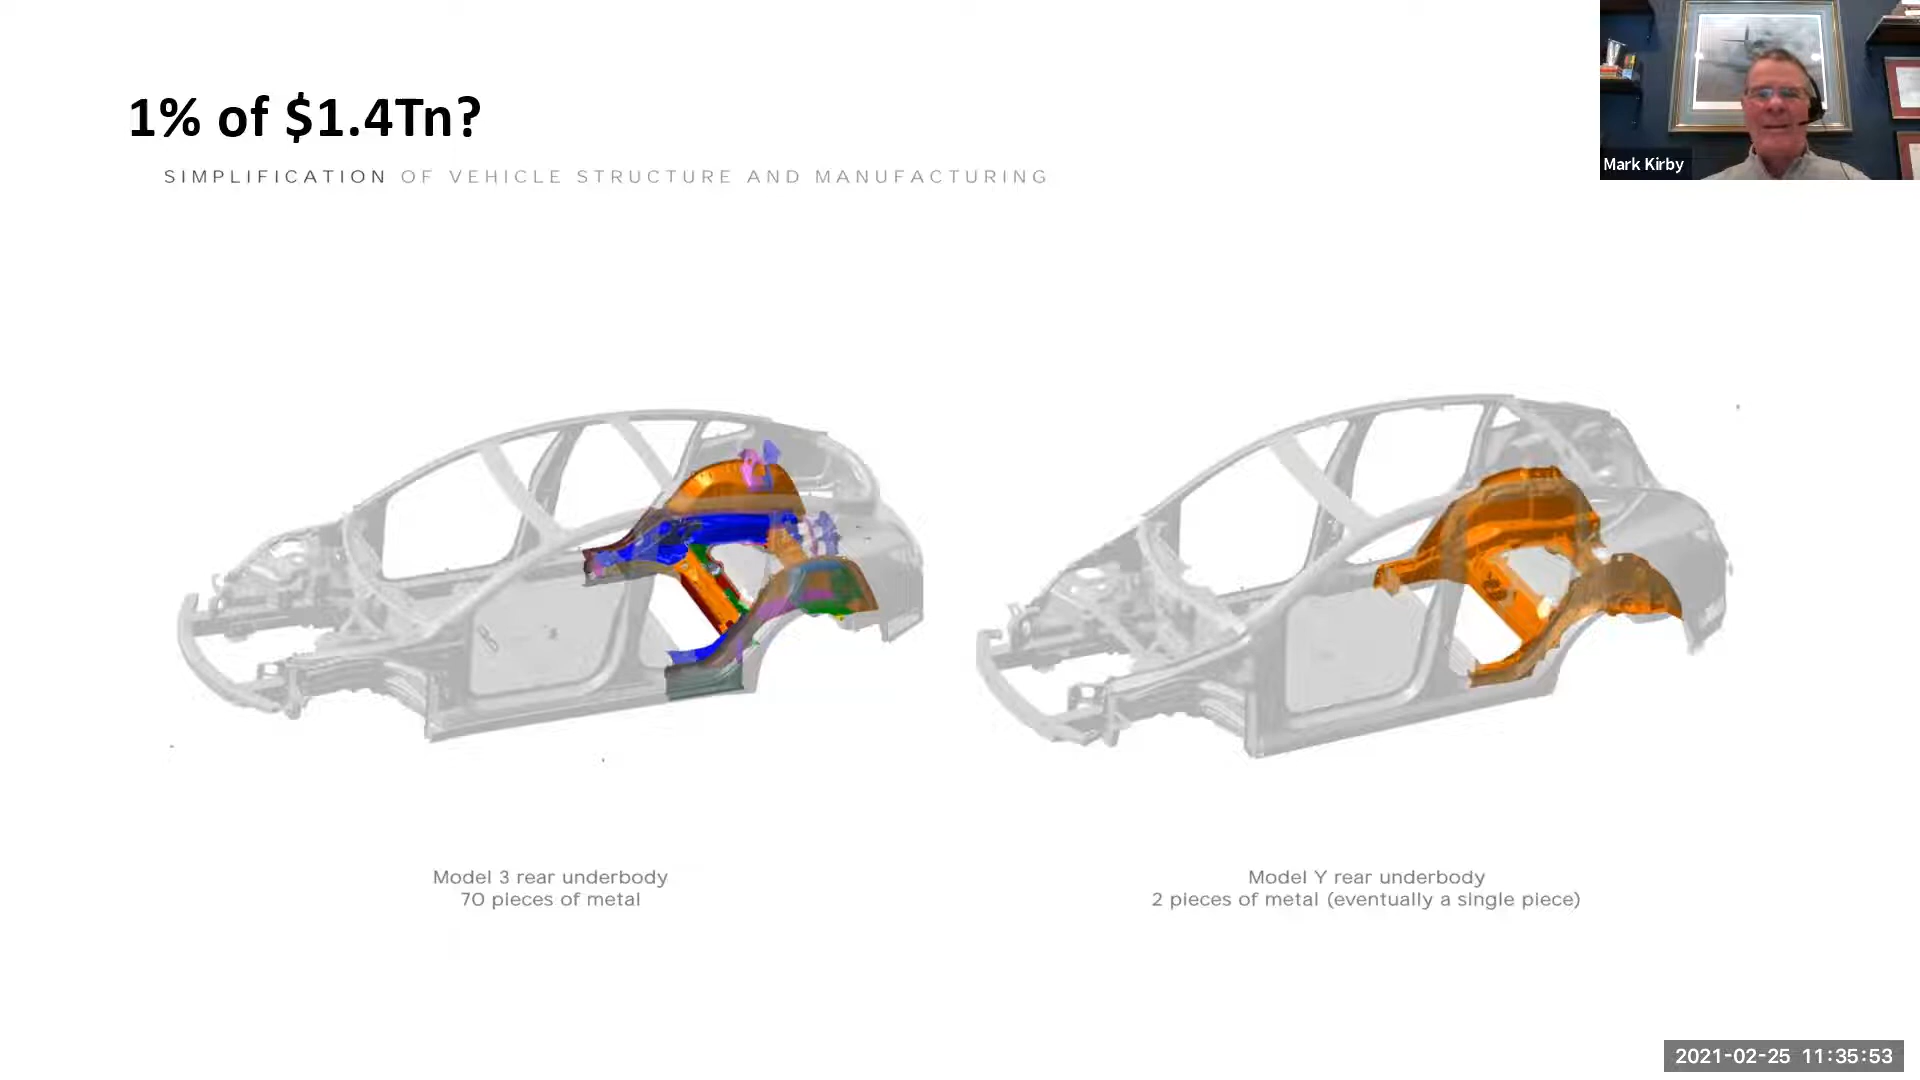 1% of $1.4Tn?
SIMPLIFICATION OF VEHICLE STRUCTURE AND MANUFACTURING
Mark Kirby
Model 3 rear underbody
70 pieces of metal
Model Y rear underbody
2 pieces of metal (eventually a single piece)
2021-02-25 11:35:53